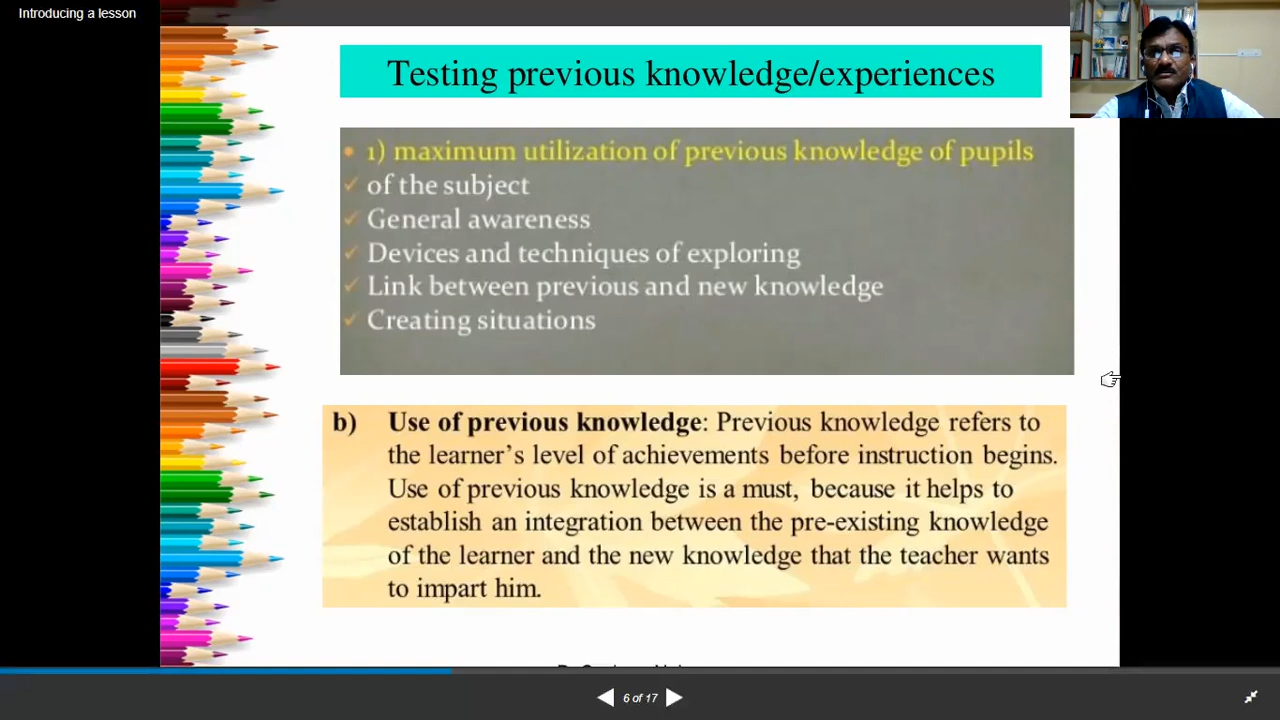 Introducing a lesson
Testing previous knowledge/experiences
1) maximum utilization of previous knowledge of pupils
of the subject
General awareness
Devices and techniques of exploring
Link between previous and new knowledge
Creating situations
b) Use of previous knowledge: Previous knowledge refers to
the learner's level of achievements before instruction begins.
Use of previous knowledge is a must, because it helps to
establish an integration between the pre-existing knowledge
of the learner and the new knowledge that the teacher wants
to impart him.
6 of 17